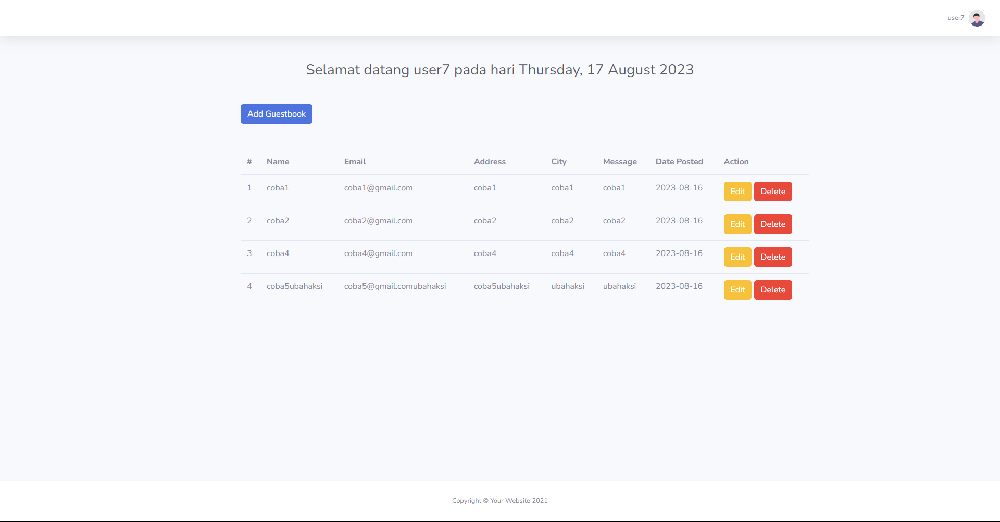 user7
Selamat datang user7 pada hari Thursday, 17 August 2023
Add Guestbook
# Name Email Address City Message Date Posted Action
1 coba1 coba1@gmail.com coba1 coba1 coba1 2023-08-16 Edit Delete
2 coba2 coba2@gmail.com coba2 coba2 coba2 2023-08-16 Edit Delete
3 coba4 coba4@gmail.com coba4 coba4 coba4 2023-08-16 Edit Delete
4 coba5ubahaksi coba5@gmail.comubahaksi coba5ubahaksi ubahaksi ubahaksi 2023-08-16 Edit Delete
Copyright © Your Website 2021